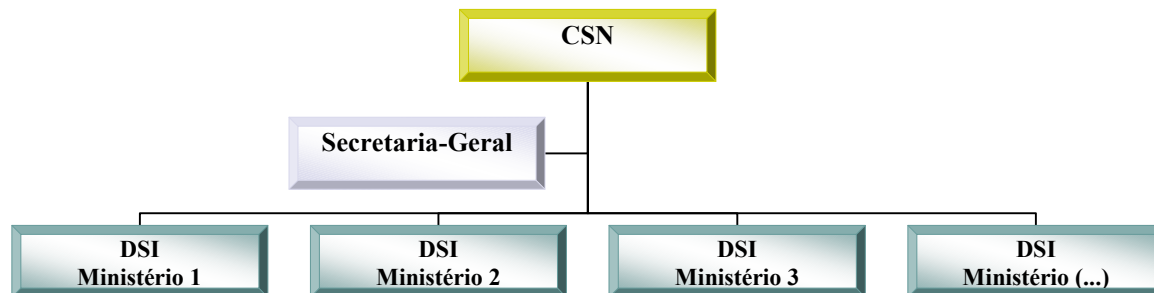 CSN
Secretaria-Geral
DSI
Ministério 1
DSI
Ministério 2
DSI
Ministério 3
DSI
Ministério (...)